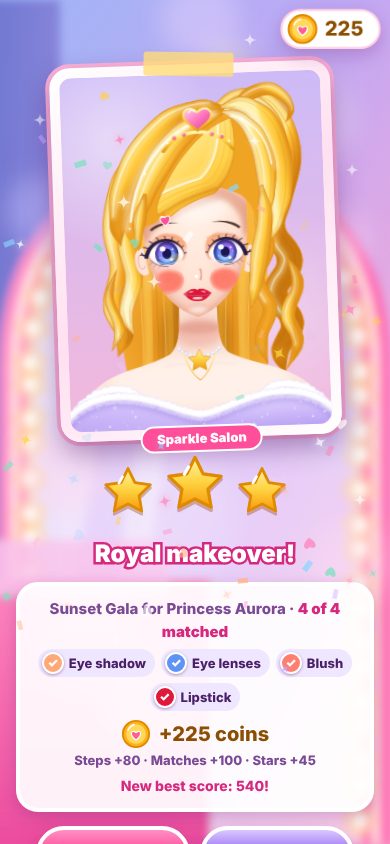 225
Sparkle Salon
Royal makeover!
Sunset Gala for Princess Aurora · 4 of 4
matched
Eye shadow
Eye lenses
Blush
Lipstick
+225 coins
Steps +80 · Matches +100 · Stars +45
New best score: 540!